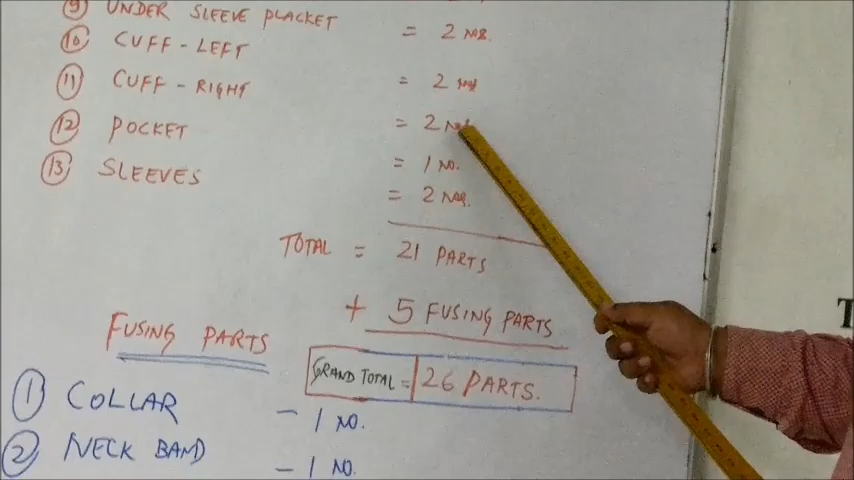 9 UNDER SLEEVE PLACKET = 2 NOS.
10 CUFF - LEFT = 2 NOS
11 CUFF - RIGHT = 2 NOS
12 POCKET = 1 NO.
13 SLEEVES = 2 NOS.
TOTAL = 21 PARTS
+ 5 FUSING PARTS
GRAND TOTAL = 26 PARTS.
FUSING PARTS
1 COLLAR - 1 NO.
2 NECK BAND - 1 NO.
T